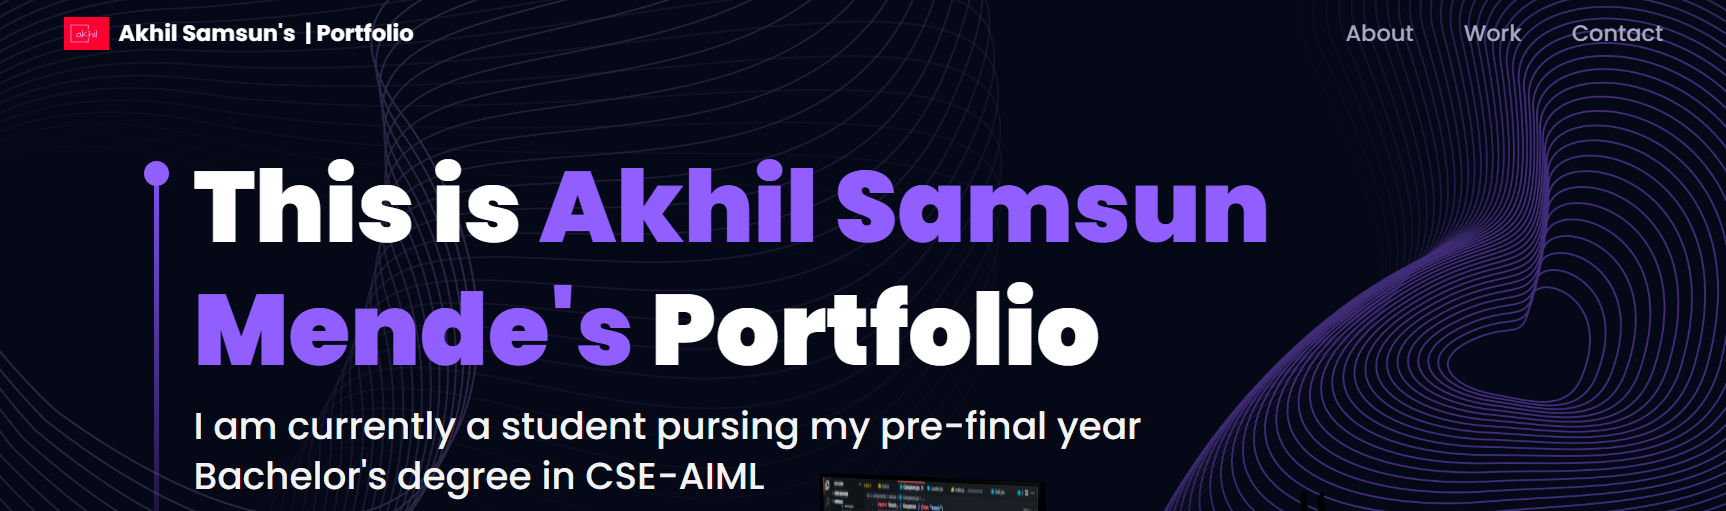 akhil
Akhil Samsun's | Portfolio
About Work Contact
This is Akhil Samsun
Mende 's Portfolio
I am currently a student pursing my pre-final year
Bachelor's degree in CSE-AIML